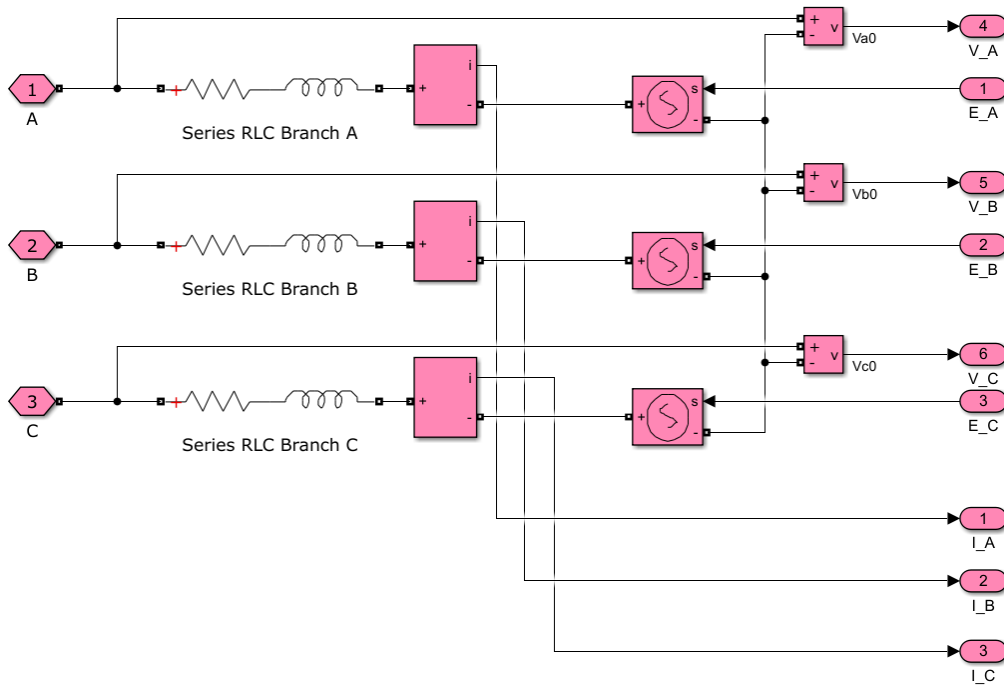 +
-
v
Va0
4
V_A
1
A
+
Series RLC Branch A
i
+
-
+
s
-
1
E_A
+
-
v
Vb0
5
V_B
2
B
+
Series RLC Branch B
i
+
-
+
s
-
2
E_B
+
-
v
Vc0
6
V_C
3
C
+
Series RLC Branch C
i
+
-
+
s
-
3
E_C
1
I_A
2
I_B
3
I_C